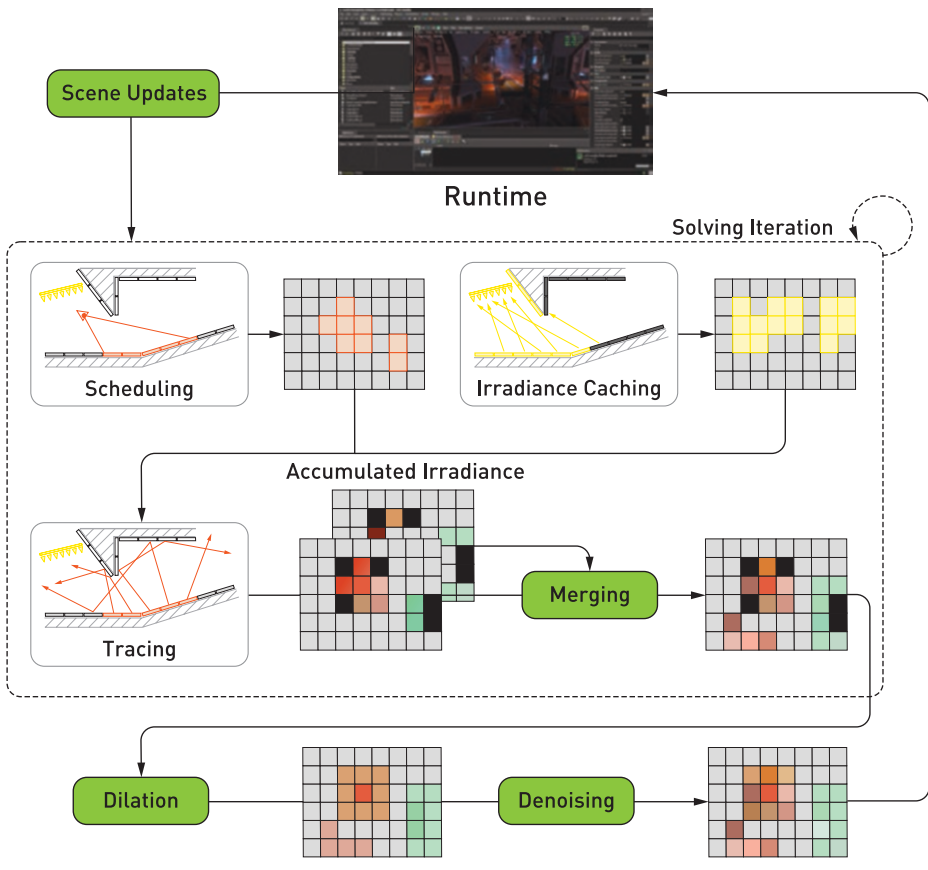 Scene Updates
Runtime
Solving Iteration
Scheduling
Irradiance Caching
Accumulated Irradiance
Tracing
Merging
Dilation
Denoising